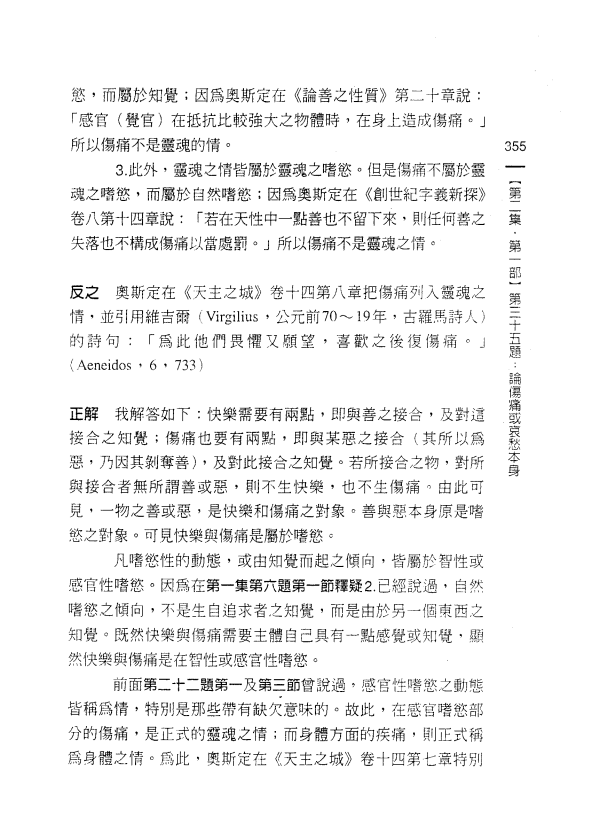 慾，而屬於知覺；因爲奧斯定在《論善之性質》第二十章說：
「感官（覺官）在抵抗比較強大之物體時，在身上造成傷痛。」
所以傷痛不是靈魂的情。
3.此外，靈魂之情皆屬於靈魂之嗜慾。但是傷痛不屬於靈
魂之嗜慾，而屬於自然嗜慾；因爲奧斯定在《創世紀字義新探》
卷八第十四章說：「若在天性中一點善也不留下來，則任何善之
失落也不構成傷痛以當處罰。」所以傷痛不是靈魂之情。
反之　奧斯定在《天主之城》卷十四第八章把傷痛列入靈魂之
情，並引用維吉爾（Virgilius，公元前70～19年，古羅馬詩人）
的詩句：「爲此他們畏懼又願望，喜歡之後復傷痛。」
（Aeneidos，6，733）
正解　我解答如下：快樂需要有兩點，即與善之接合，及對這
接合之知覺；傷痛也要有兩點，即與某惡之接合（其所以爲
惡，乃因其剝奪善），及對此接合之知覺。若所接合之物，對所
與接合者無所謂善或惡，則不生快樂，也不生傷痛。由此可
見，一物之善或惡，是快樂和傷痛之對象。善與惡本身原是嗜
慾之對象。可見快樂與傷痛是屬於嗜慾。
凡嗜慾性的動態，或由知覺而起之傾向，皆屬於智性或
感官性嗜慾。因爲在第一集第六題第一節釋疑2.已經說過，自然
嗜慾之傾向，不是生自追求者之知覺，而是由於另一個東西之
知覺。既然快樂與傷痛需要主體自己具有一點感覺或知覺，顯
然快樂與傷痛是在智性或感官性嗜慾。
前面第二十二題第一及第三節曾說過，感官性嗜慾之動態
皆稱爲情，特別是那些帶有缺欠意味的。故此，在感官嗜慾部
分的傷痛，是正式的靈魂之情；而身體方面的疾痛，則正式稱
爲身體之情。爲此，奧斯定在《天主之城》卷十四第七章特別
355
【第二集．第一部】第三十五題：論傷痛或哀愁本身